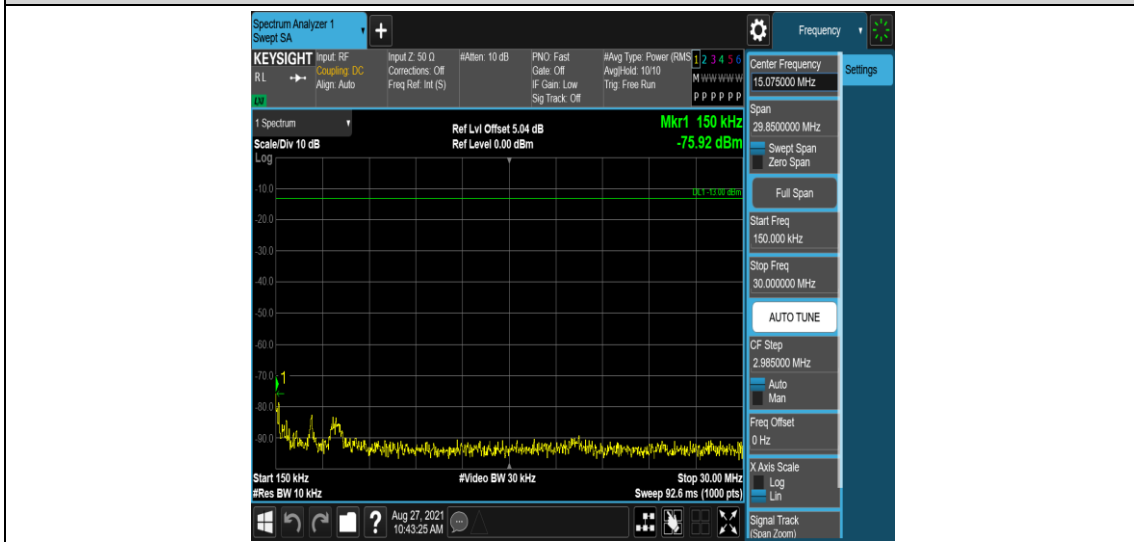 Spectrum Analyzer 1
Swept SA
+
Frequency
KEYSIGHT
RL
LXI
Input: RF
Coupling: DC
Align: Auto
Input Z: 50 Ω
Corrections: Off
Freq Ref: Int (S)
#Atten: 10 dB
PNO: Fast
Gate: Off
IF Gain: Low
Sig Track: Off
#Avg Type: Power (RMS
Avg|Hold: 10/10
Trig: Free Run
1 2 3 4 5 6
M W W W W W
P P P P P P
1 Spectrum
Scale/Div 10 dB
Log
Ref Lvl Offset 5.04 dB
Ref Level 0.00 dBm
Mkr1 150 kHz
-75.92 dBm
DL1 -13.00 dBm
-10.0
-20.0
-30.0
-40.0
-50.0
-60.0
-70.0
1
-80.0
-90.0
Start 150 kHz
#Video BW 30 kHz
Stop 30.00 MHz
#Res BW 10 kHz
Sweep 92.6 ms (1000 pts)
Center Frequency
15.075000 MHz
Settings
Span
29.8500000 MHz
Swept Span
Zero Span
Full Span
Start Freq
150.000 kHz
Stop Freq
30.000000 MHz
AUTO TUNE
CF Step
2.985000 MHz
Auto
Man
Freq Offset
0 Hz
X Axis Scale
Log
Lin
Signal Track
(Span Zoom)
?
Aug 27, 2021
10:43:25 AM